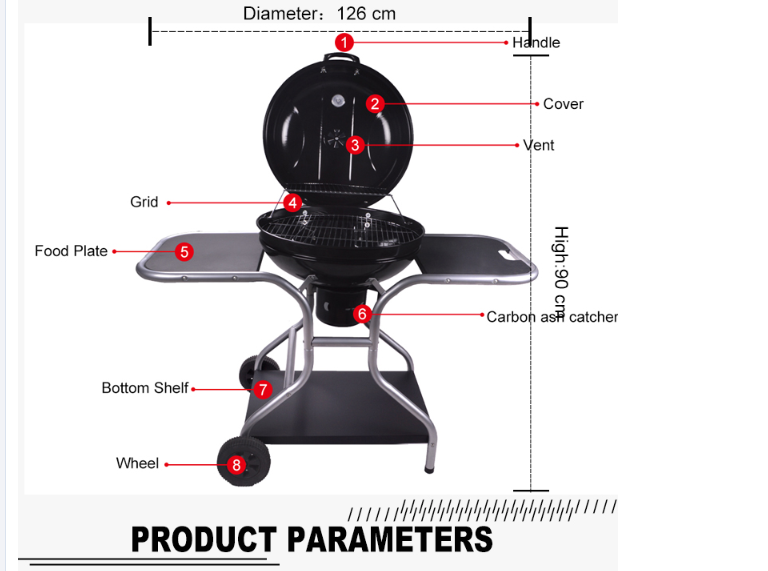 Diameter：126 cm
1
Handle
2
Cover
3
Vent
Grid
4
Food Plate
5
High:90 cm
6
Carbon ash catcher
Bottom Shelf
7
Wheel
8
PRODUCT PARAMETERS